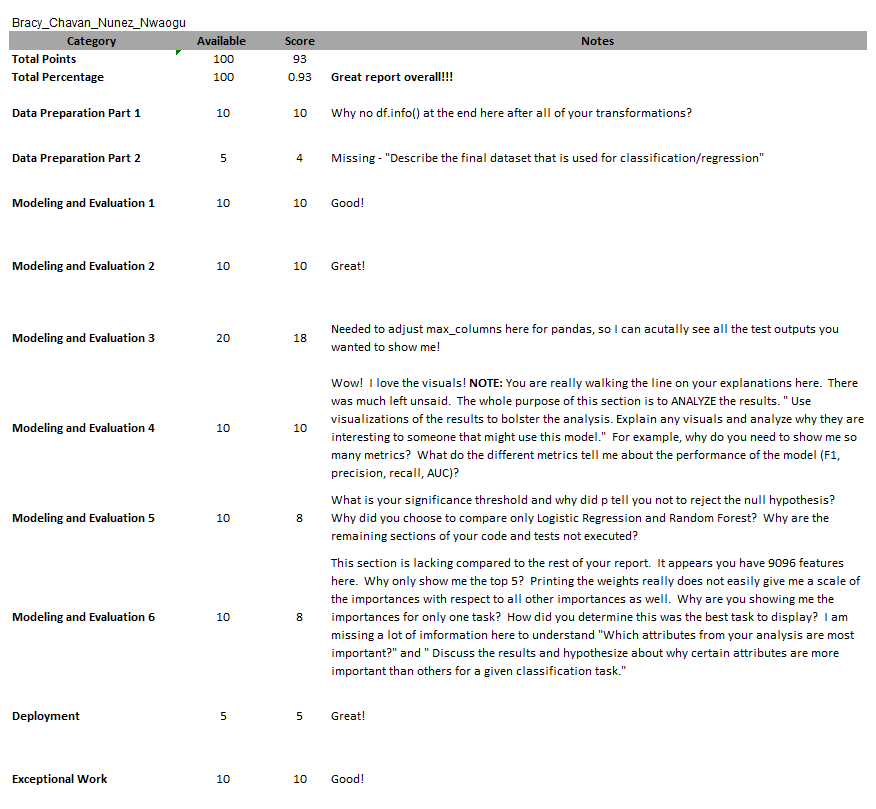 Bracy_Chavan_Nunez_Nwaogu
Category Available Score Notes
Total Points 100 93
Total Percentage 100 0.93 Great report overall!!!
Data Preparation Part 1 10 10 Why no df.info() at the end here after all of your transformations?
Data Preparation Part 2 5 4 Missing - "Describe the final dataset that is used for classification/regression"
Modeling and Evaluation 1 10 10 Good!
Modeling and Evaluation 2 10 10 Great!
Modeling and Evaluation 3 20 18 Needed to adjust max_columns here for pandas, so I can acutally see all the test outputs you
wanted to show me!
Modeling and Evaluation 4 10 10 Wow! I love the visuals! NOTE: You are really walking the line on your explanations here. There
was much left unsaid. The whole purpose of this section is to ANALYZE the results. " Use
visualizations of the results to bolster the analysis. Explain any visuals and analyze why they are
interesting to someone that might use this model." For example, why do you need to show me so
many metrics? What do the different metrics tell me about the performance of the model (F1,
precision, recall, AUC)?
Modeling and Evaluation 5 10 8 What is your significance threshold and why did p tell you not to reject the null hypothesis?
Why did you choose to compare only Logistic Regression and Random Forest? Why are the
remaining sections of your code and tests not executed?
Modeling and Evaluation 6 10 8 This section is lacking compared to the rest of your report. It appears you have 9096 features
here. Why only show me the top 5? Printing the weights really does not easily give me a scale of
the importances with respect to all other importances as well. Why are you showing me the
importances for only one task? How did you determine this was the best task to display? I am
missing a lot of imformation here to understand "Which attributes from your analysis are most
important?" and " Discuss the results and hypothesize about why certain attributes are more
important than others for a given classification task."
Deployment 5 5 Great!
Exceptional Work 10 10 Good!